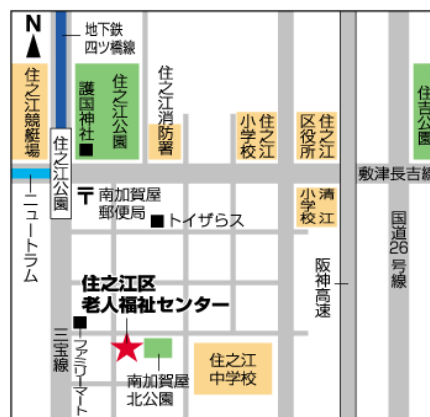 N
地下鉄
四ツ橋線
住之江競艇場
護国神社
住之江公園
住之江消防署
住之江
小学校
住之江
区役所
住吉公園
住之江公園
敷津長吉線
ニュートラム
南加賀屋
郵便局
トイザらス
清江
小学校
国道26号線
阪神高速
住之江区
老人福祉センター
三宝線
ファミリーマート
南加賀屋
北公園
住之江
中学校